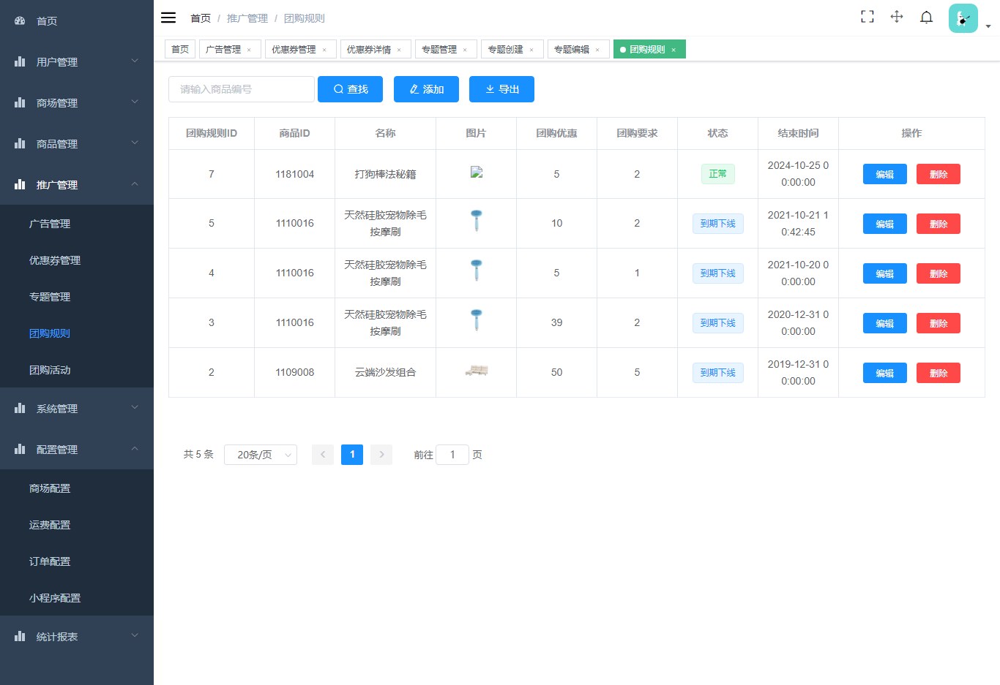 首页
用户管理
商场管理
商品管理
推广管理
广告管理
优惠券管理
专题管理
团购规则
团购活动
系统管理
配置管理
商场配置
运费配置
订单配置
小程序配置
统计报表
首页 / 推广管理 / 团购规则
首页 广告管理 × 优惠券管理 × 优惠券详情 × 专题管理 × 专题创建 × 专题编辑 × 团购规则 ×
请输入商品编号 查找 添加 导出
团购规则ID 商品ID 名称 图片 团购优惠 团购要求 状态 结束时间 操作
7 1181004 打狗棒法秘籍 5 2 正常 2024-10-25 0
0:00:00 编辑 删除
5 1110016 天然硅胶宠物除毛
按摩刷 10 2 到期下线 2021-10-21 1
0:42:45 编辑 删除
4 1110016 天然硅胶宠物除毛
按摩刷 5 1 到期下线 2021-10-20 0
0:00:00 编辑 删除
3 1110016 天然硅胶宠物除毛
按摩刷 39 2 到期下线 2020-12-31 0
0:00:00 编辑 删除
2 1109008 云端沙发组合 50 5 到期下线 2019-12-31 0
0:00:00 编辑 删除
共 5 条 20条/页 1 前往 1 页